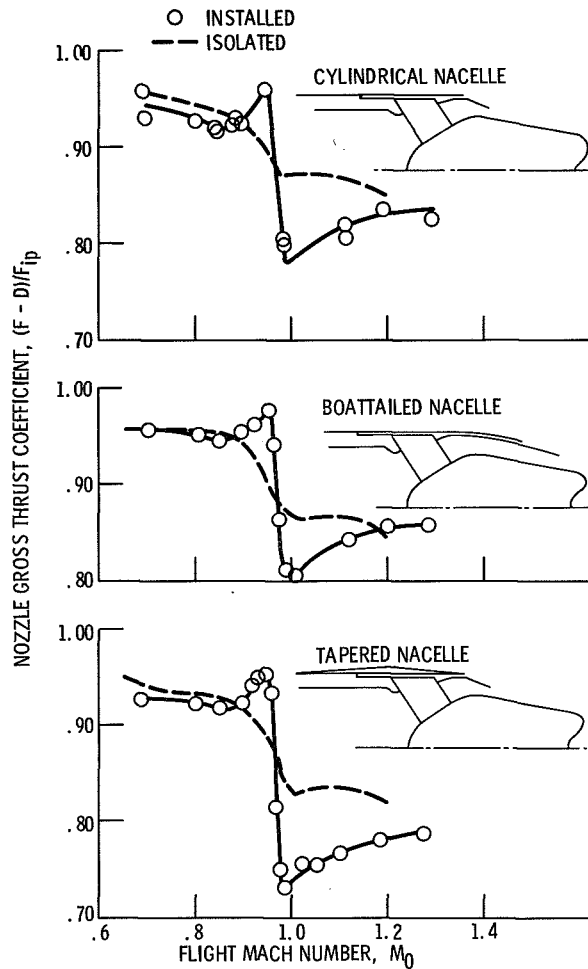 INSTALLED
ISOLATED
NOZZLE GROSS THRUST COEFFICIENT, (F - D)/F_ip
1.00
CYLINDRICAL NACELLE
.90
.80
.70
1.00
BOATTAILED NACELLE
.90
.80
1.00
TAPERED NACELLE
.90
.80
.70
.6 .8 1.0 1.2 1.4
FLIGHT MACH NUMBER, M_0